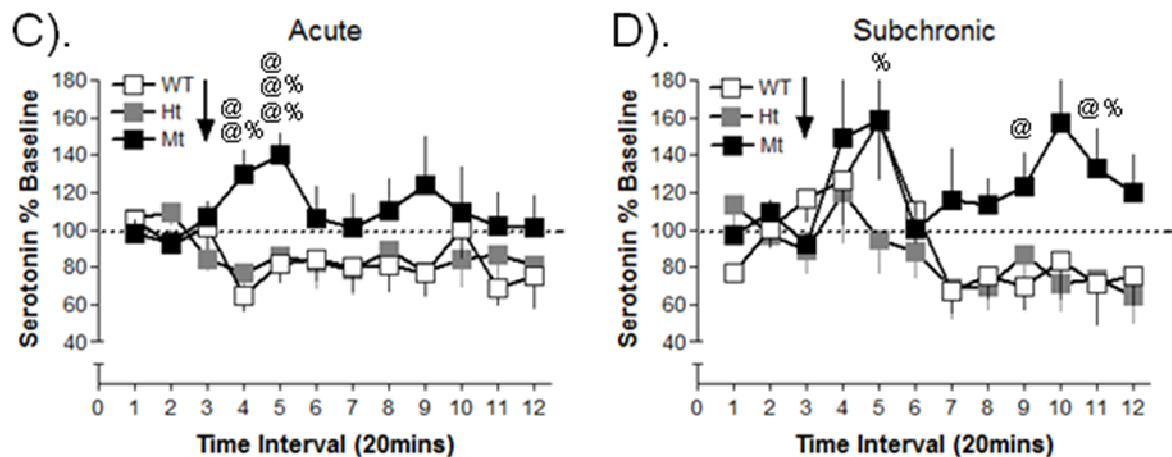 C).
Acute
Serotonin % Baseline
180
160
140
120
100
80
60
40
WT
Ht
Mt
@
@%
@
@%
@%
0 1 2 3 4 5 6 7 8 9 10 11 12
Time Interval (20mins)
D).
Subchronic
Serotonin % Baseline
180
160
140
120
100
80
60
40
WT
Ht
Mt
%
@
@%
0 1 2 3 4 5 6 7 8 9 10 11 12
Time Interval (20mins)